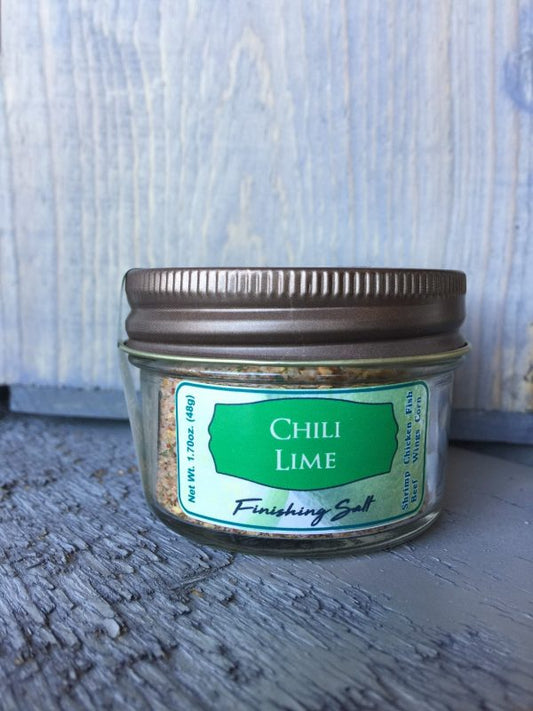 Net Wt. 1.70oz. (48g)
CHILI
LIME
Finishing Salt
Shrimp Chicken Fish
Beef Wings Corn